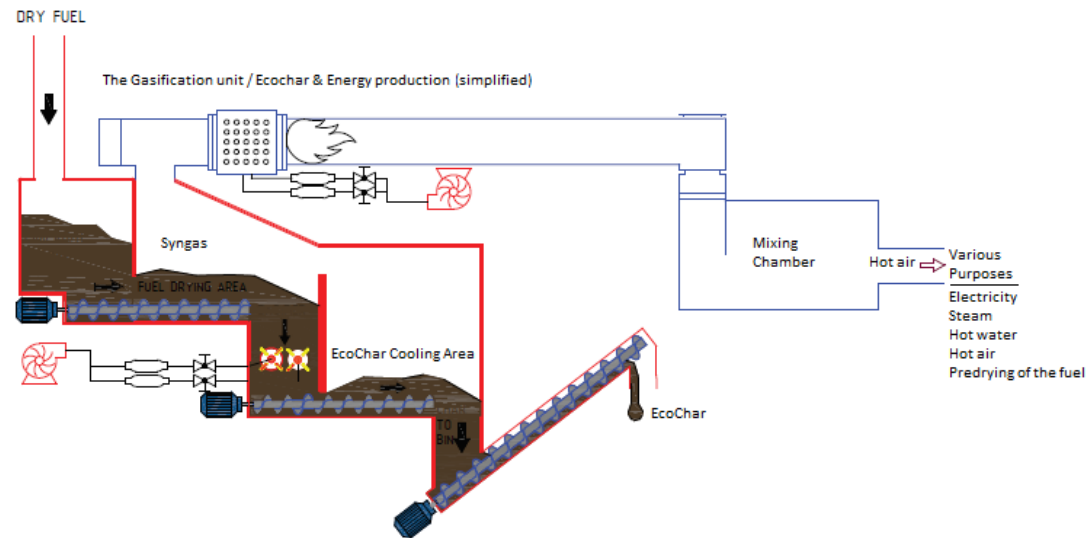 DRY FUEL
The Gasification unit / Ecochar & Energy production (simplified)
Syngas
FUEL DRYING AREA
EcoChar Cooling Area
TO
BIN
EcoChar
Mixing
Chamber
Hot air
Various
Purposes
Electricity
Steam
Hot water
Hot air
Predrying of the fuel